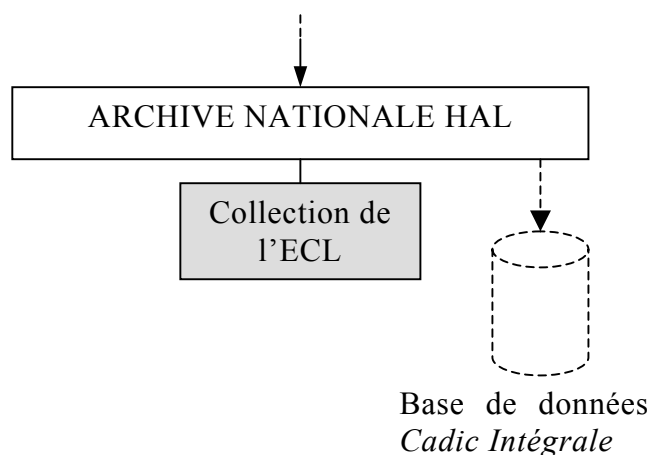 ARCHIVE NATIONALE HAL
Collection de
l’ECL
Base de données
Cadic Intégrale